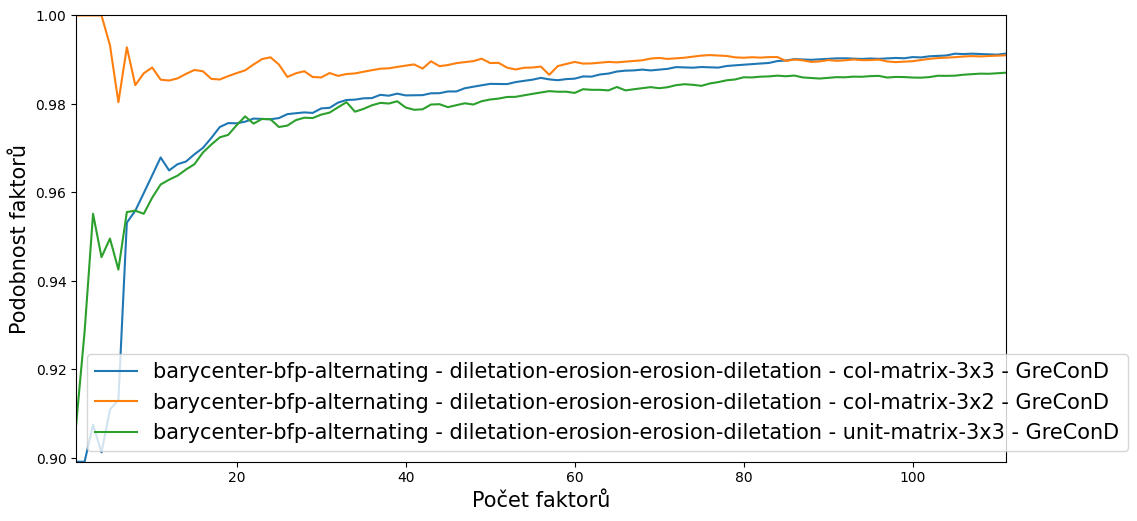 1.00
0.98
0.96
0.94
0.92
0.90
Podobnost faktorů
barycenter-bfp-alternating - diletation-erosion-erosion-diletation - col-matrix-3x3 - GreConD
barycenter-bfp-alternating - diletation-erosion-erosion-diletation - col-matrix-3x2 - GreConD
barycenter-bfp-alternating - diletation-erosion-erosion-diletation - unit-matrix-3x3 - GreConD
20 40 60 80 100
Počet faktorů